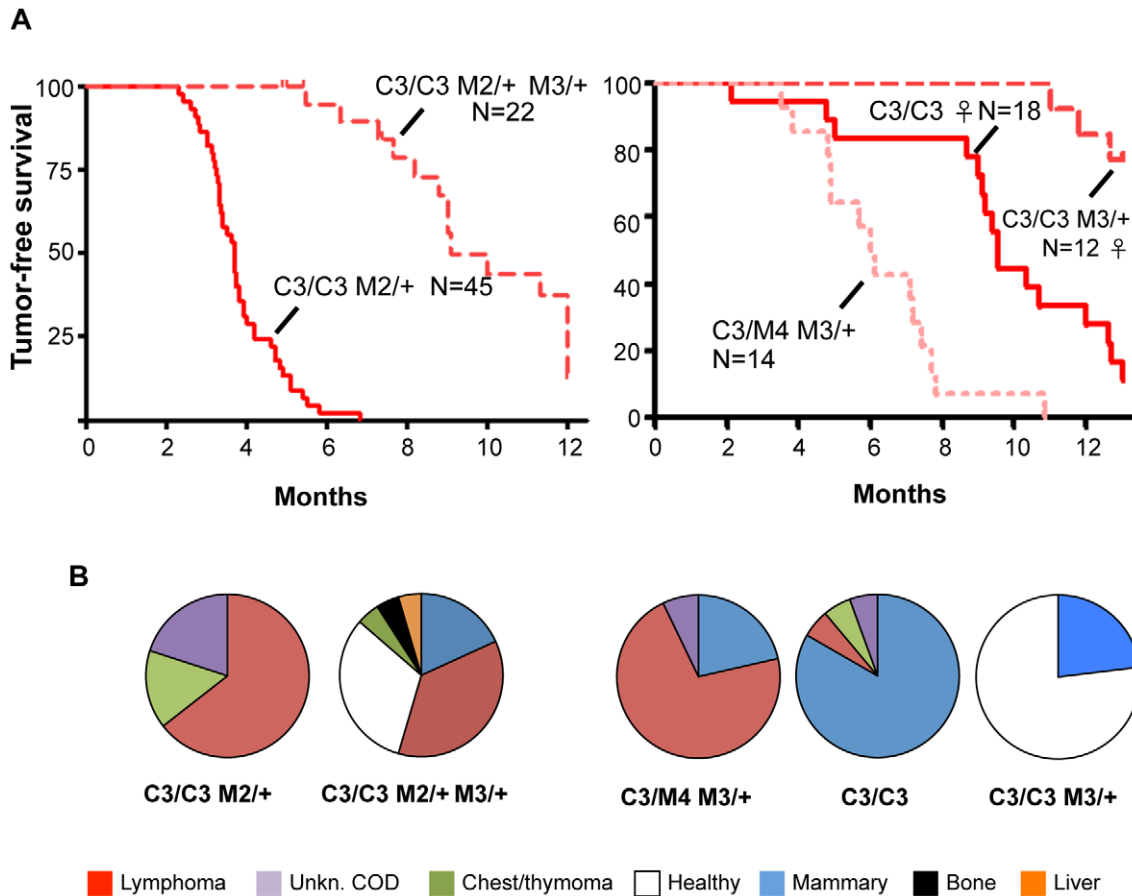 A
Tumor-free survival
100
75
50
25
0
2
4
6
8
10
12
Months
C3/C3 M2/+ M3/+
N=22
C3/C3 M2/+ N=45
100
80
60
40
20
0
0
2
4
6
8
10
12
Months
C3/C3 ♀ N=18
C3/C3 M3/+
N=12 ♀
C3/M4 M3/+
N=14
B
C3/C3 M2/+
C3/C3 M2/+ M3/+
C3/M4 M3/+
C3/C3
C3/C3 M3/+
Lymphoma
Unkn. COD
Chest/thymoma
Healthy
Mammary
Bone
Liver